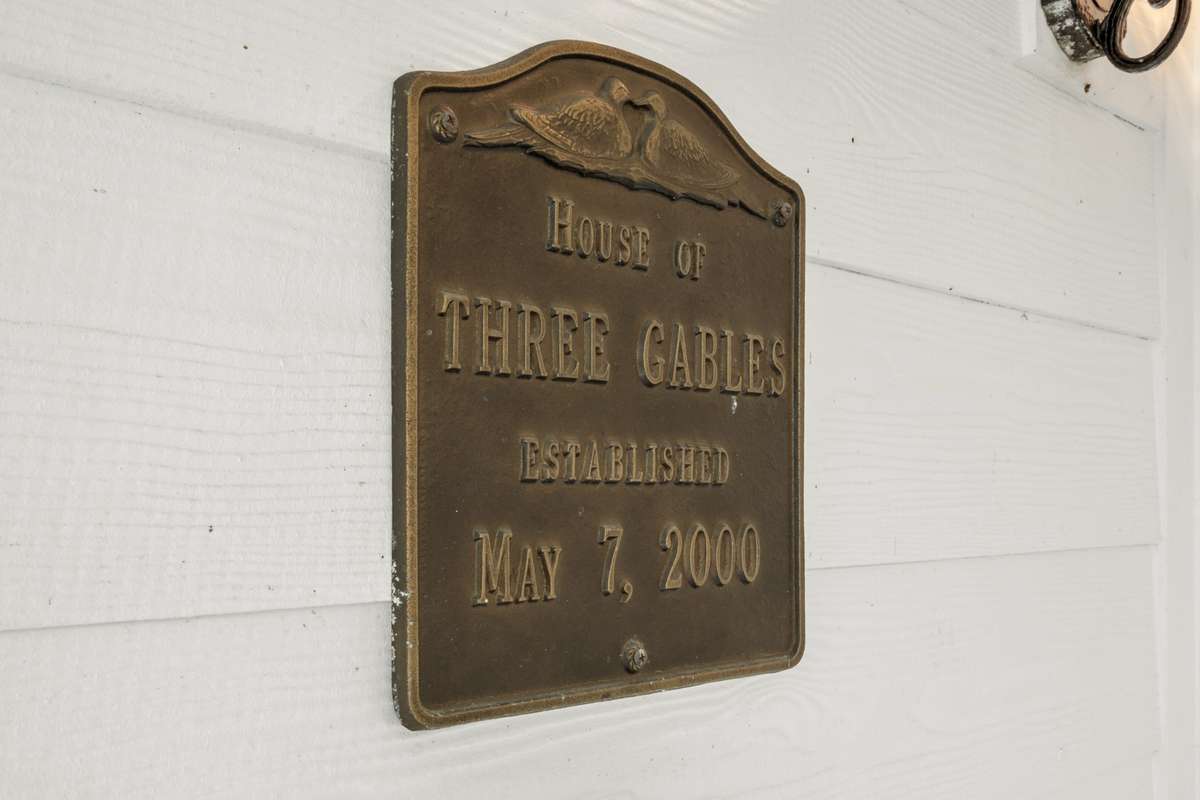 House of
Three Gables
Established
May 7, 2000